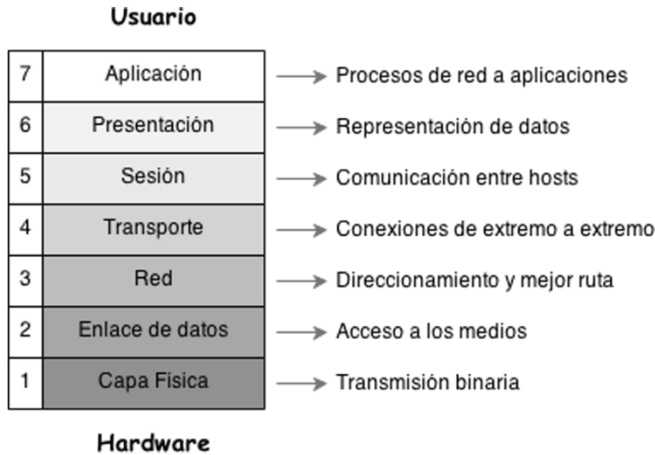 Usuario
7 Aplicación Procesos de red a aplicaciones
6 Presentación Representación de datos
5 Sesión Comunicación entre hosts
4 Transporte Conexiones de extremo a extremo
3 Red Direccionamiento y mejor ruta
2 Enlace de datos Acceso a los medios
1 Capa Física Transmisión binaria
Hardware